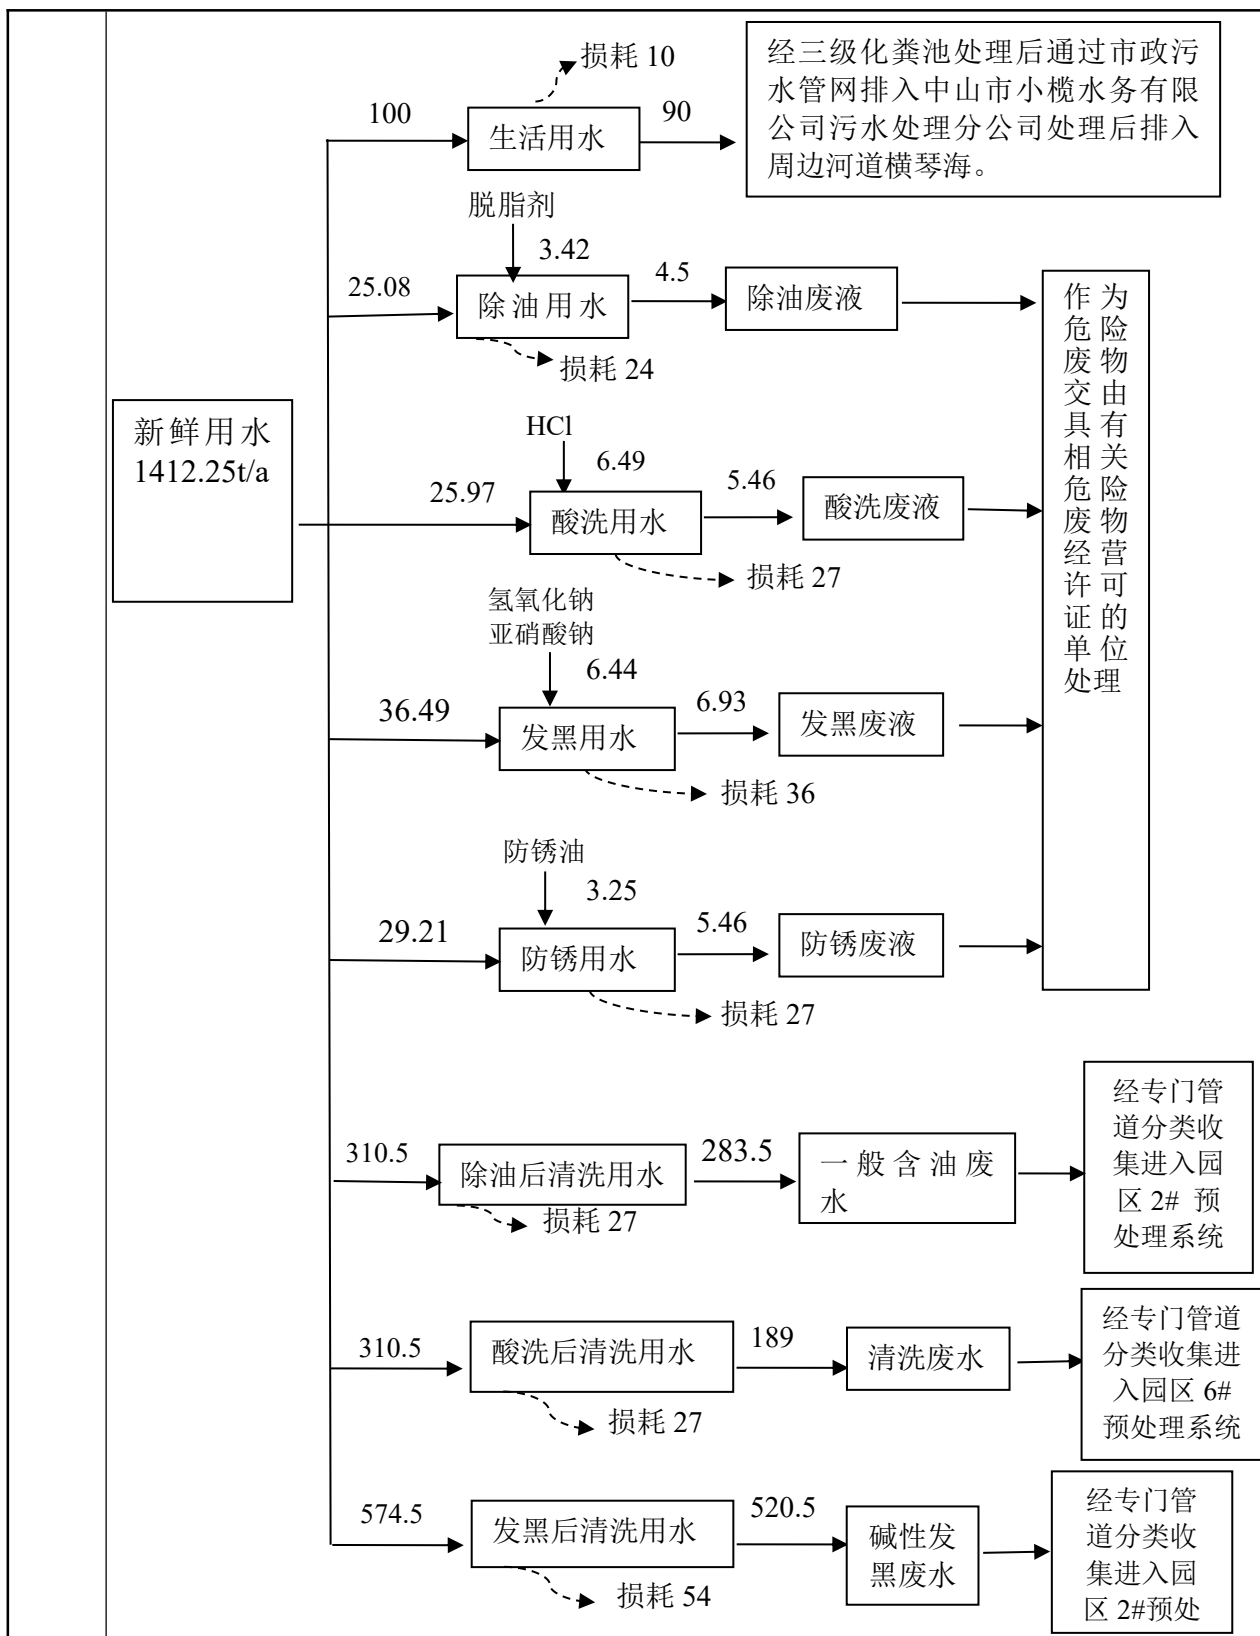 损耗 10
100
生活用水
90
经三级化粪池处理后通过市政污
水管网排入中山市小榄水务有限
公司污水处理分公司处理后排入
周边河道横琴海。
脱脂剂
3.42
25.08
除油用水
4.5
除油废液
损耗 24
作为
危险
废物
交由
具有
相关
危险
废物
经营
许可
证的
单位
处理
新鲜用水
1412.25t/a
HCl
6.49
25.97
酸洗用水
5.46
酸洗废液
损耗 27
氢氧化钠
亚硝酸钠
6.44
36.49
发黑用水
6.93
发黑废液
损耗 36
防锈油
3.25
29.21
防锈用水
5.46
防锈废液
损耗 27
310.5
除油后清洗用水
283.5
一般含油废
水
损耗 27
经专门管
道分类收
集进入园
区 2# 预
处理系统
310.5
酸洗后清洗用水
189
清洗废水
损耗 27
经专门管道
分类收集进
入园区 6#
预处理系统
574.5
发黑后清洗用水
520.5
碱性发
黑废水
损耗 54
经专门管
道分类收
集进入园
区 2#预处